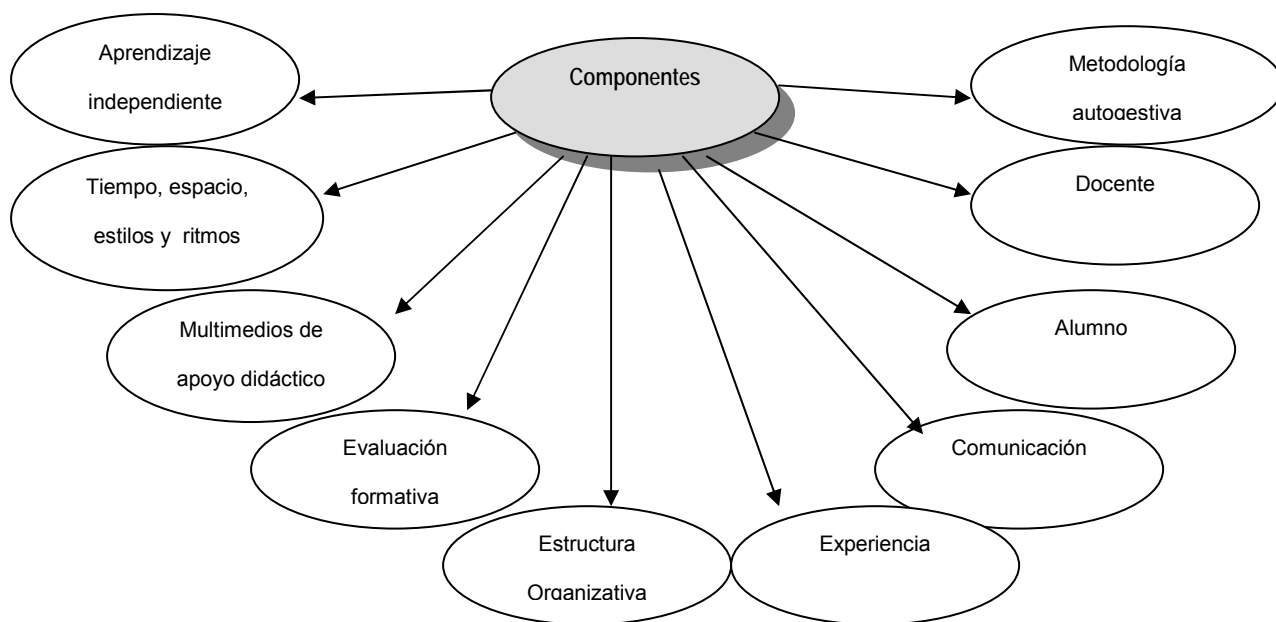 Componentes
Aprendizaje
independiente
Tiempo, espacio,
estilos y ritmos
Multimedios de
apoyo didáctico
Evaluación
formativa
Estructura
Organizativa
Experiencia
Comunicación
Alumno
Docente
Metodología
autogestiva